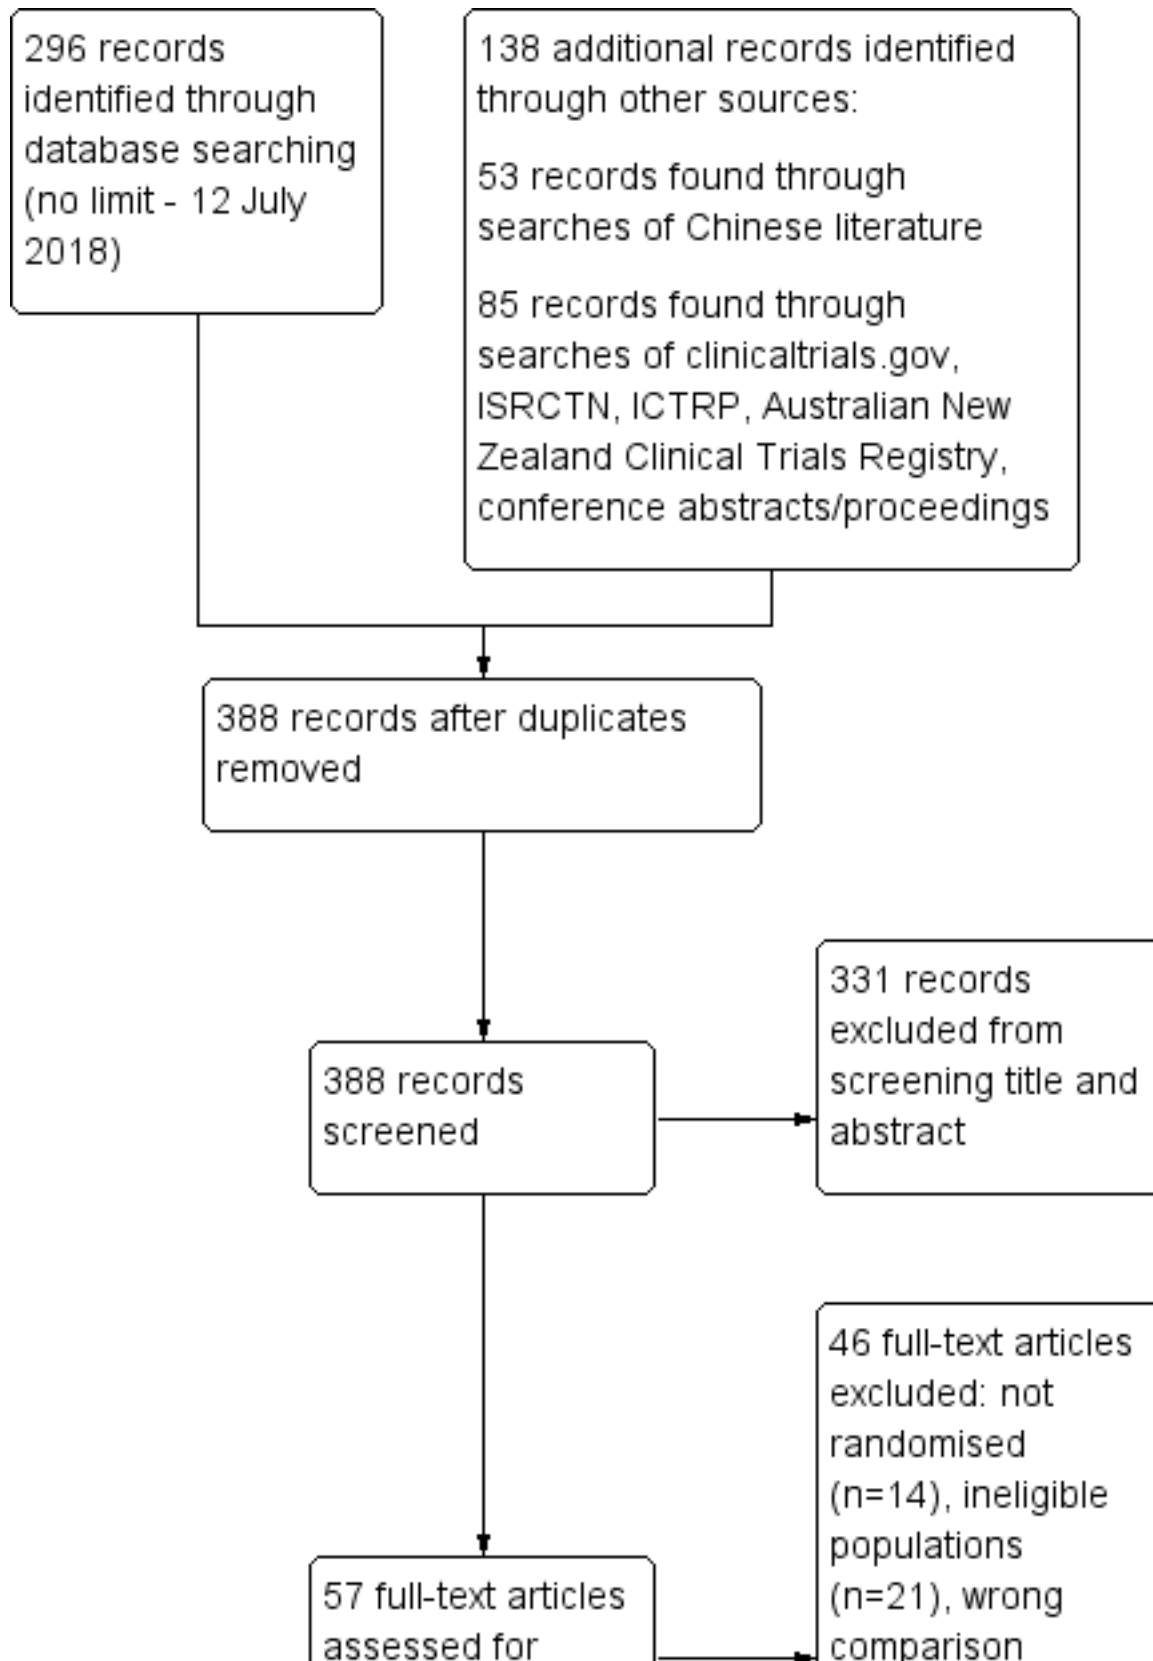 296 records
identified through
database searching
(no limit - 12 July
2018)
138 additional records identified
through other sources:
53 records found through
searches of Chinese literature
85 records found through
searches of clinicaltrials.gov,
ISRCTN, ICTRP, Australian New
Zealand Clinical Trials Registry,
conference abstracts/proceedings
388 records after duplicates
removed
388 records
screened
331 records
excluded from
screening title and
abstract
57 full-text articles
assessed for
46 full-text articles
excluded: not
randomised
(n=14), ineligible
populations
(n=21), wrong
comparison